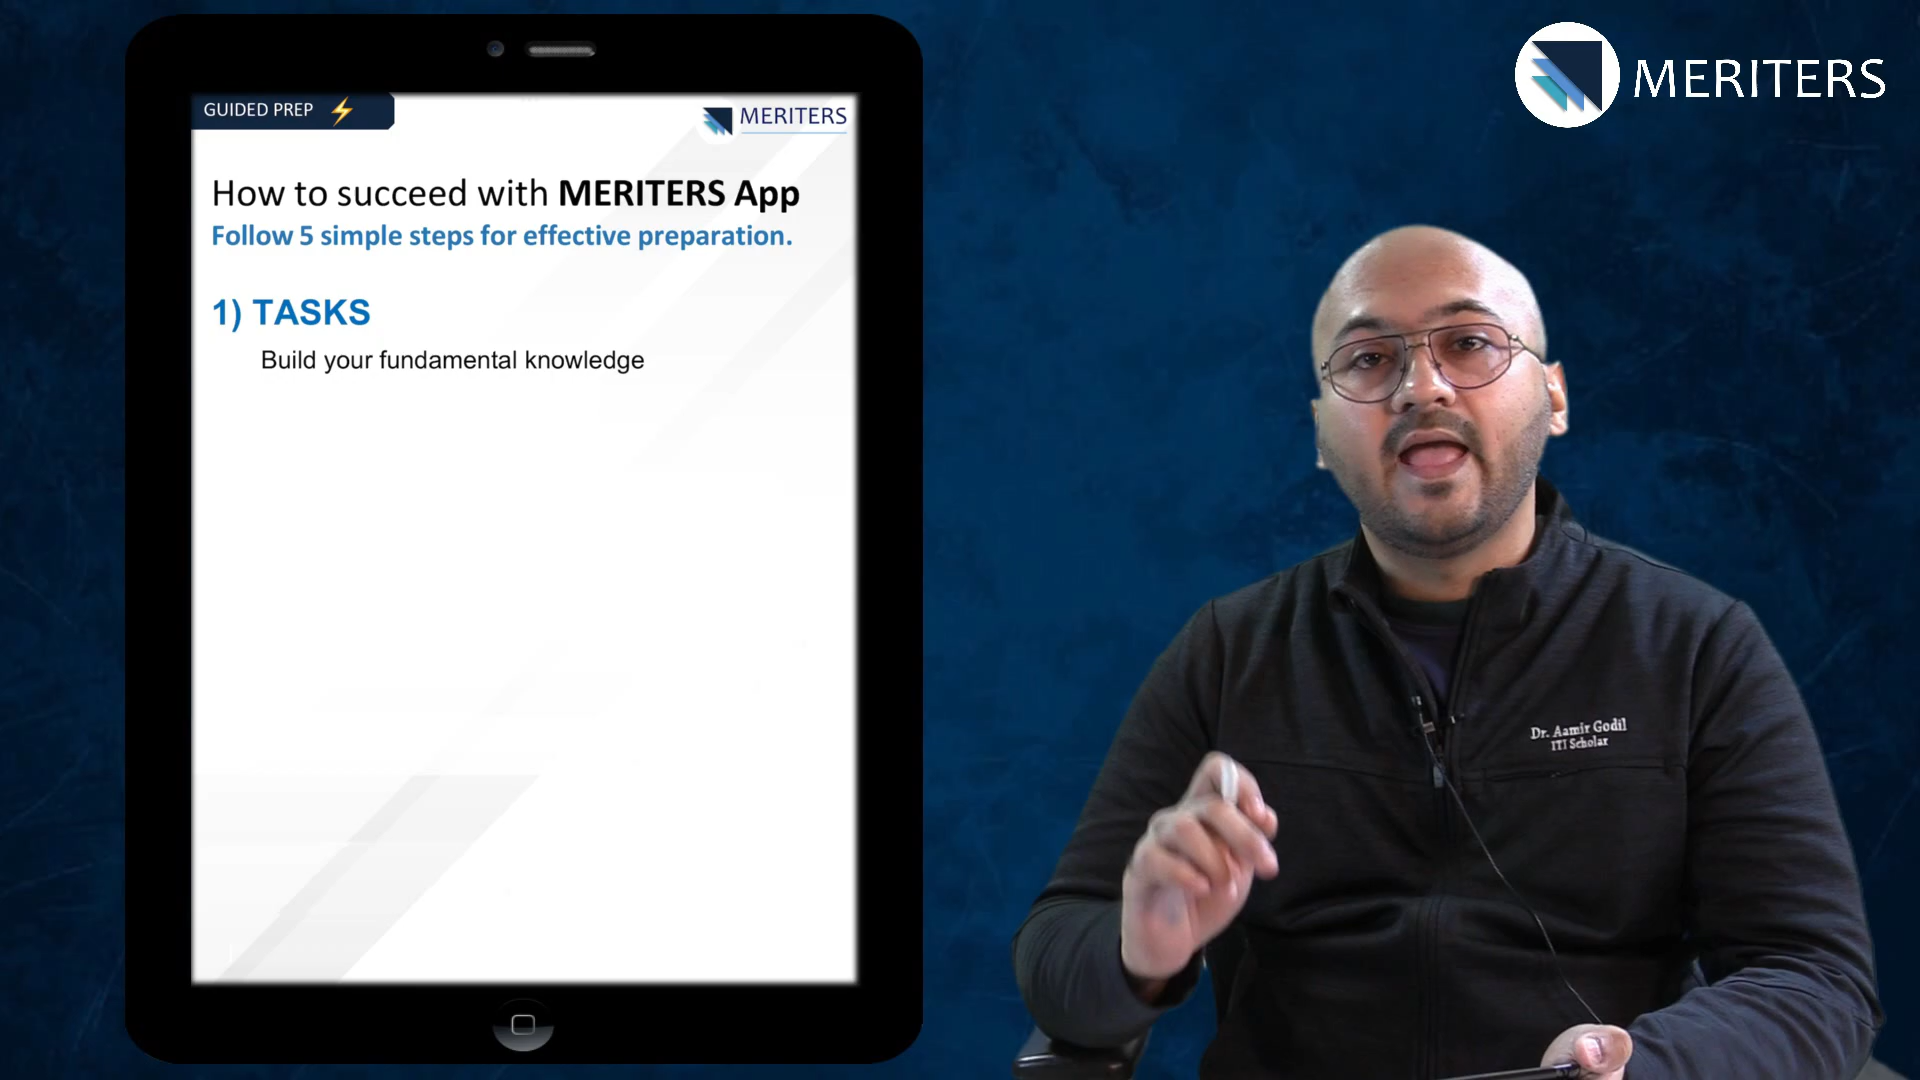 GUIDED PREP
MERITERS
How to succeed with MERITERS App
Follow 5 simple steps for effective preparation.
1) TASKS
Build your fundamental knowledge
MERITERS
Dr. Aamir Godil
ITI Scholar